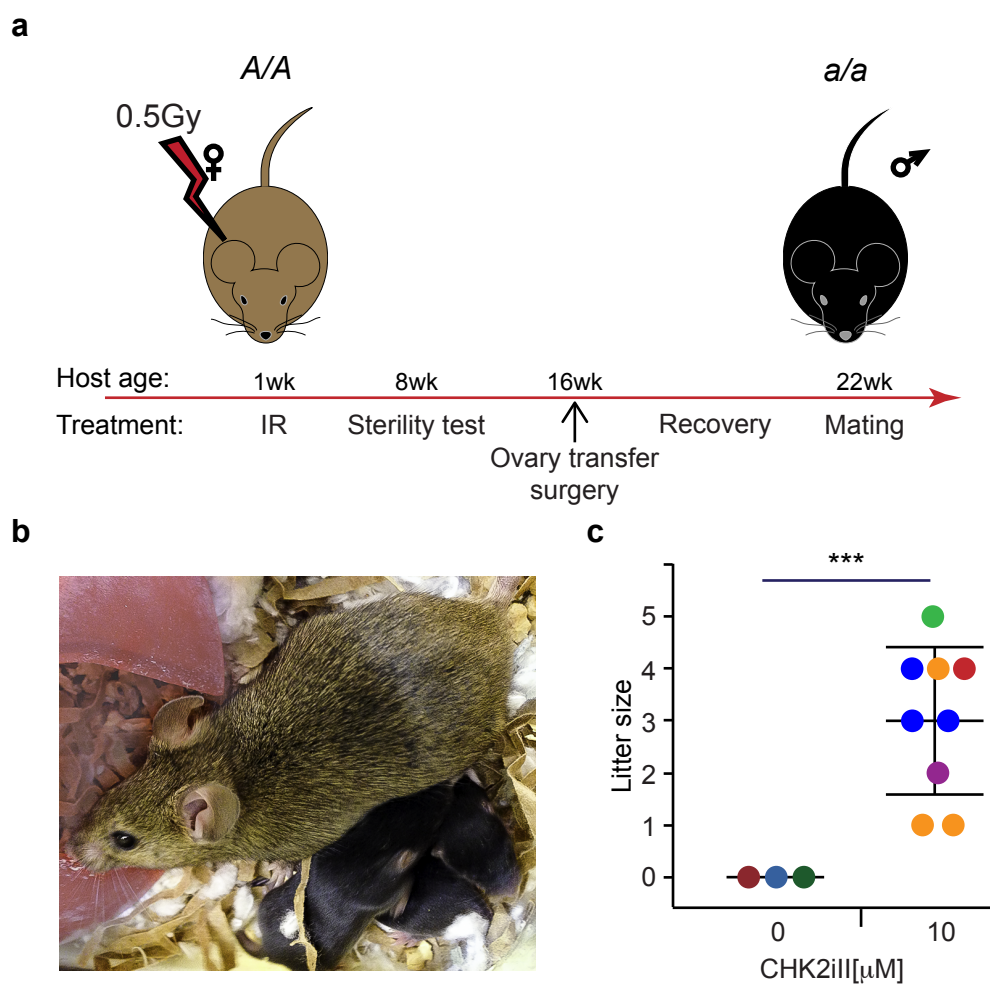 a
A/A
a/a
0.5Gy
♀
♂
Host age: 1wk 8wk 16wk 22wk
Treatment: IR Sterility test Recovery Mating
Ovary transfer
surgery
b
c
***
Litter size
5
4
3
2
1
0
0 10
CHK2iII[μM]